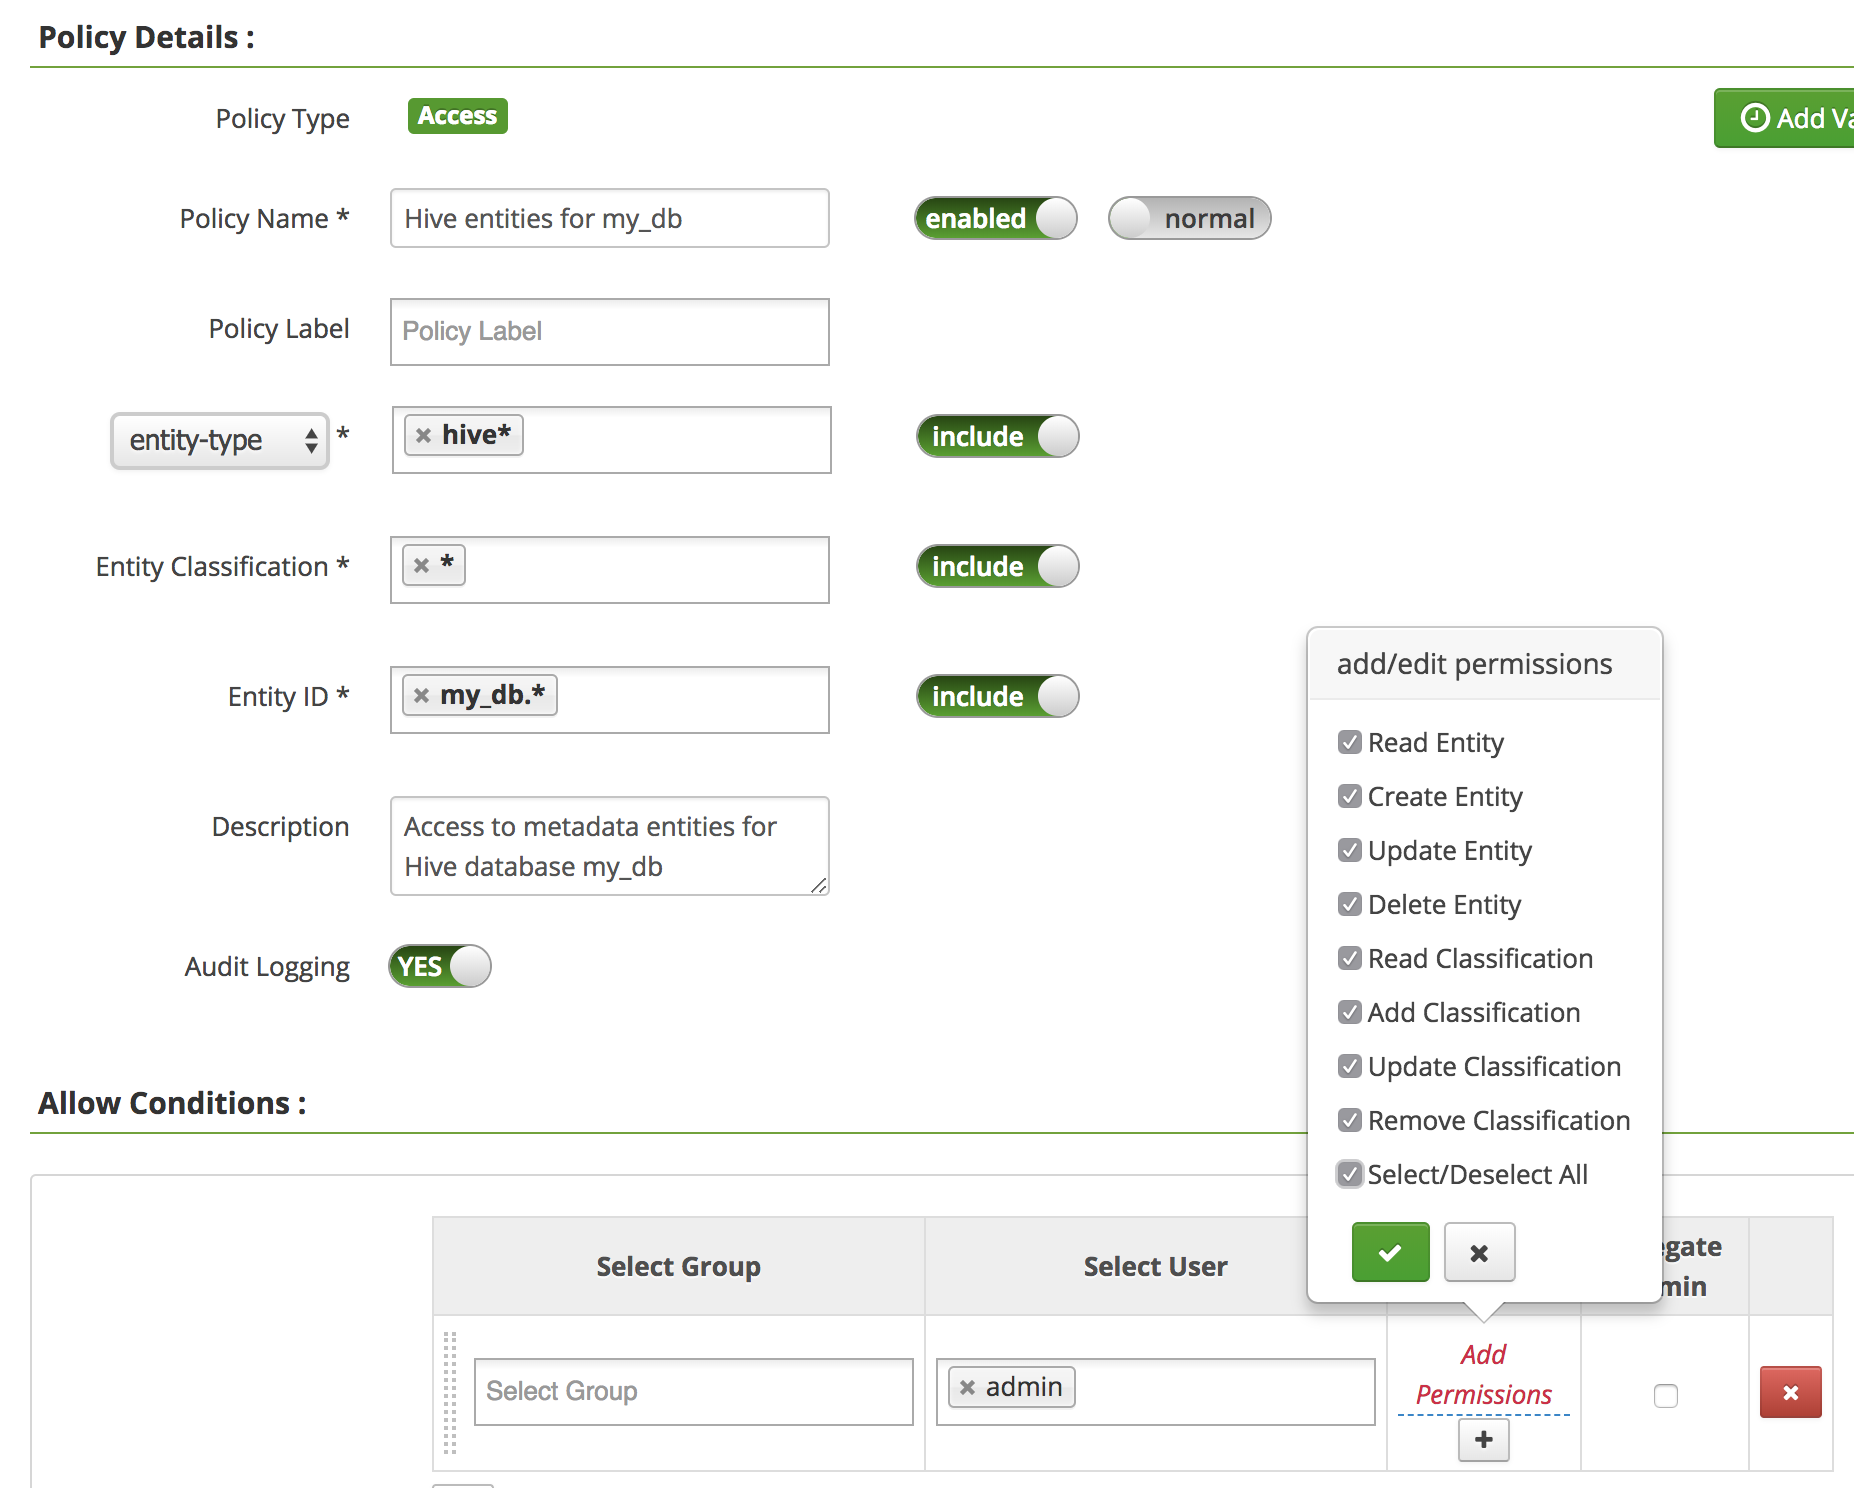 Policy Details :
Policy Type
Access
Add Va
Policy Name *
Hive entities for my_db
enabled
normal
Policy Label
Policy Label
entity-type
*
hive*
include
Entity Classification *
*
include
Entity ID *
my_db.*
include
Description
Access to metadata entities for
Hive database my_db
Audit Logging
YES
add/edit permissions
Read Entity
Create Entity
Update Entity
Delete Entity
Read Classification
Add Classification
Update Classification
Remove Classification
Select/Deselect All
Allow Conditions :
Select Group
Select User
egate
min
Select Group
admin
Add
Permissions